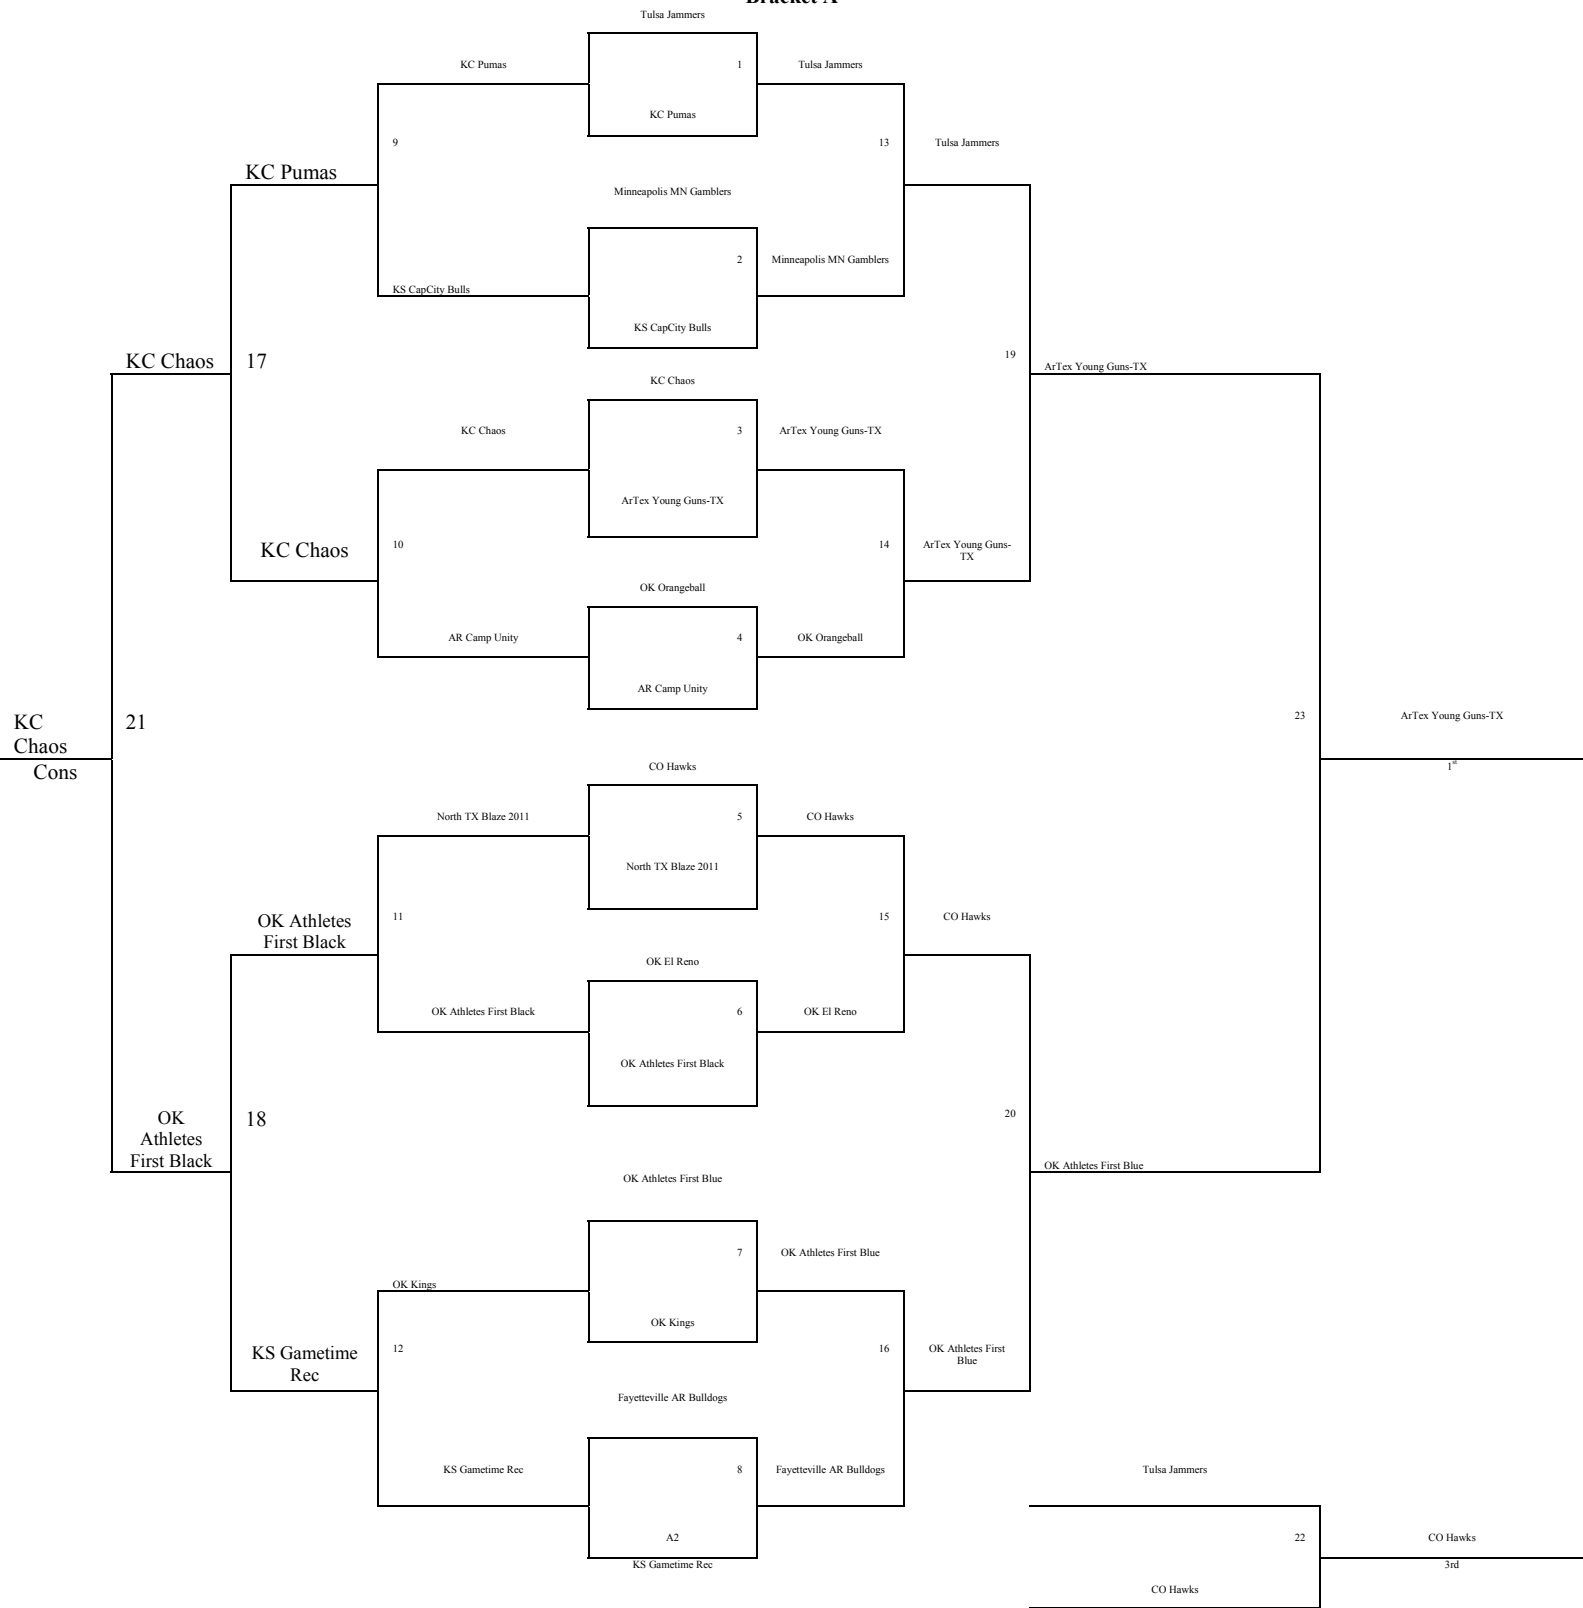 Bracket A
Tulsa Jammers
KC Pumas
1
Tulsa Jammers
KC Pumas
9
13
Tulsa Jammers
KC Pumas
Minneapolis MN Gamblers
2
Minneapolis MN Gamblers
KS CapCity Bulls
KS CapCity Bulls
KC Chaos
17
19
ArTex Young Guns-TX
KC Chaos
KC Chaos
3
ArTex Young Guns-TX
ArTex Young Guns-TX
KC Chaos
10
14
ArTex Young Guns-
TX
OK Orangeball
AR Camp Unity
4
OK Orangeball
AR Camp Unity
KC
Chaos
Cons
21
23
ArTex Young Guns-TX
1st
CO Hawks
North TX Blaze 2011
5
CO Hawks
North TX Blaze 2011
OK Athletes
First Black
11
15
CO Hawks
OK El Reno
OK Athletes First Black
6
OK El Reno
OK Athletes First Black
OK
Athletes
First Black
18
20
OK Athletes First Blue
OK Athletes First Blue
7
OK Athletes First Blue
OK Kings
OK Kings
KS Gametime
Rec
12
16
OK Athletes First
Blue
Fayetteville AR Bulldogs
KS Gametime Rec
8
Fayetteville AR Bulldogs
A2
KS Gametime Rec
Tulsa Jammers
22
CO Hawks
3rd
CO Hawks